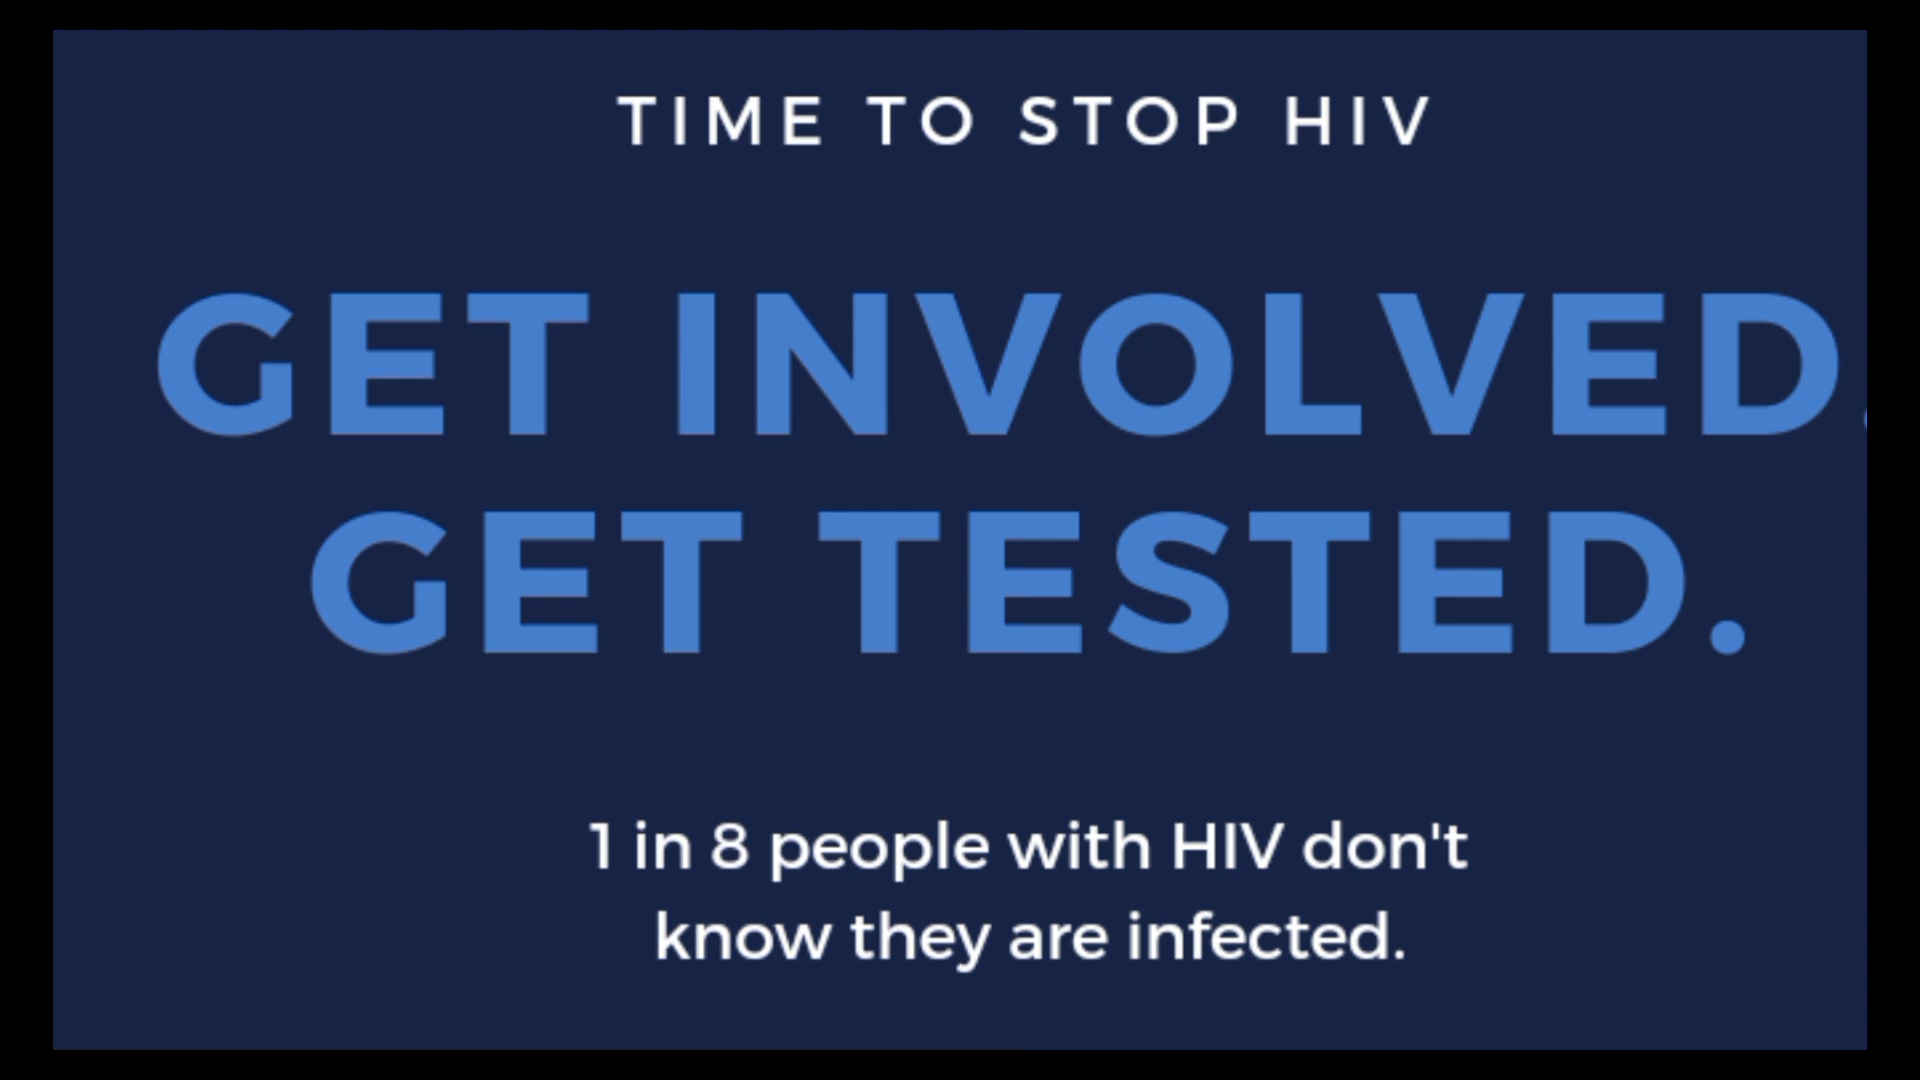 TIME TO STOP HIV
GET INVOLVED.
GET TESTED.
1 in 8 people with HIV don't
know they are infected.